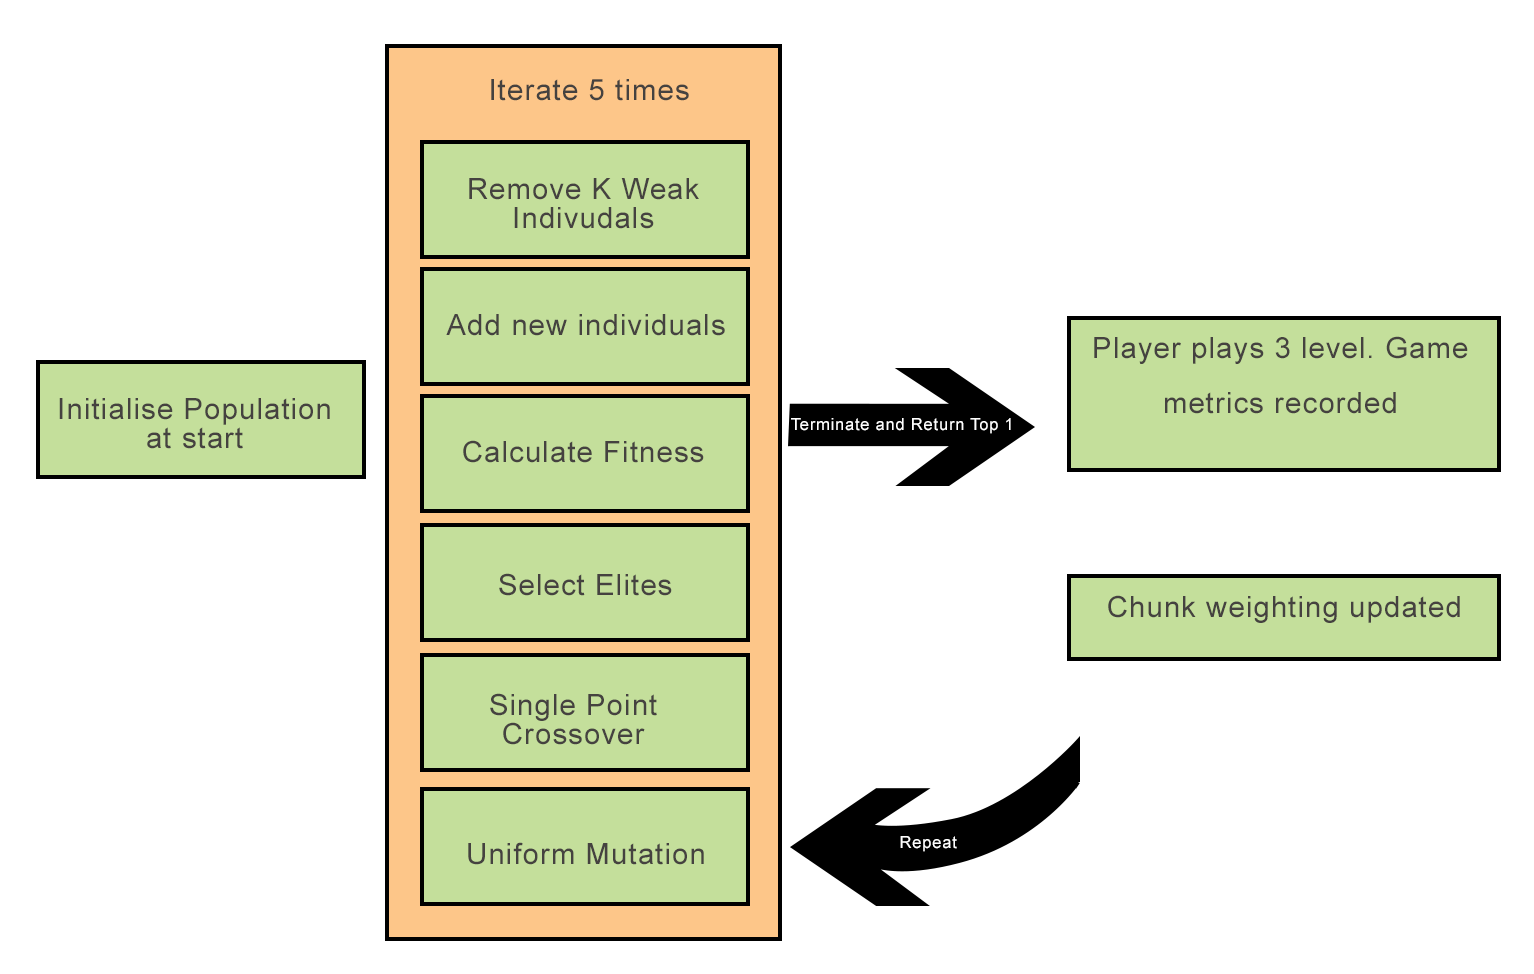 Iterate 5 times
Remove K Weak
Indivudals
Add new individuals
Initialise Population
at start
Calculate Fitness
Select Elites
Single Point
Crossover
Uniform Mutation
Terminate and Return Top 1
Player plays 3 level. Game
metrics recorded
Chunk weighting updated
Repeat